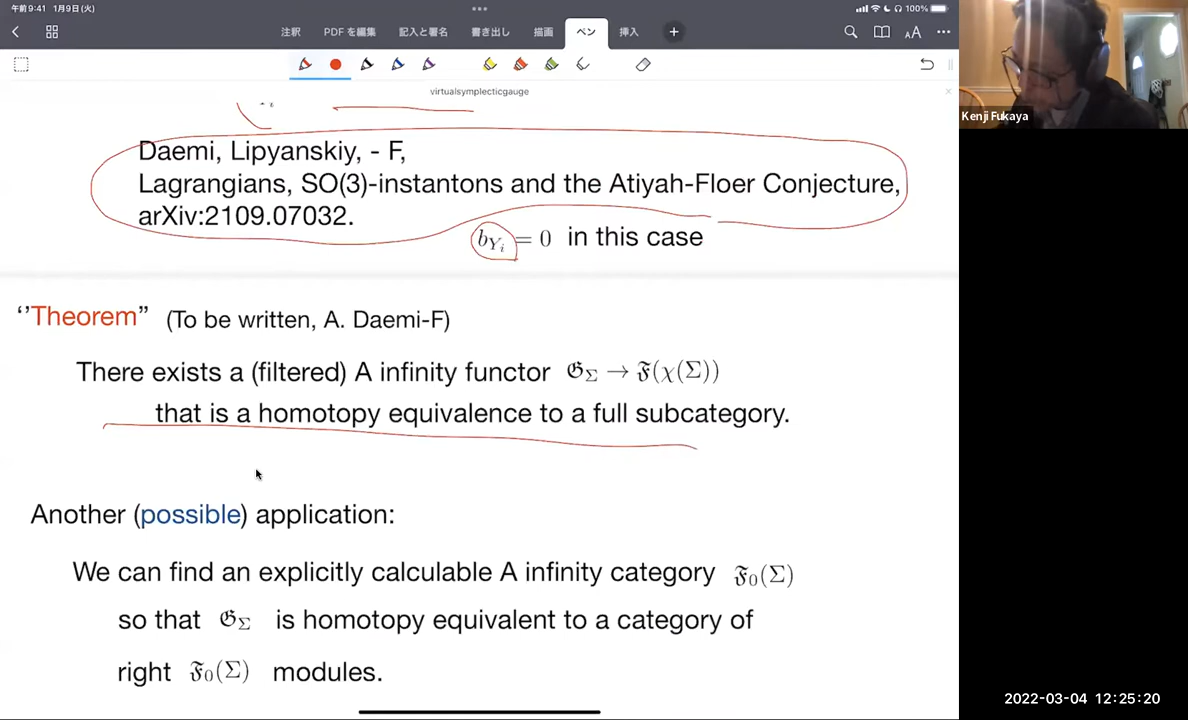 午前9:41 1月9日(火)
100%
注釈 PDF を編集 記入と署名 書き出し 描画 ペン 挿入
AA
virtualsymplecticgauge
Kenji Fukaya
Daemi, Lipyanskiy, - F,
Lagrangians, SO(3)-instantons and the Atiyah-Floer Conjecture,
arXiv:2109.07032.
b_{Y_i} = 0 in this case
‘’Theorem” (To be written, A. Daemi-F)
There exists a (filtered) A infinity functor 𝔊_Σ → 𝔉(χ(Σ))
that is a homotopy equivalence to a full subcategory.
Another (possible) application:
We can find an explicitly calculable A infinity category 𝔉₀(Σ)
so that 𝔊_Σ is homotopy equivalent to a category of
right 𝔉₀(Σ) modules.
2022-03-04 12:25:20